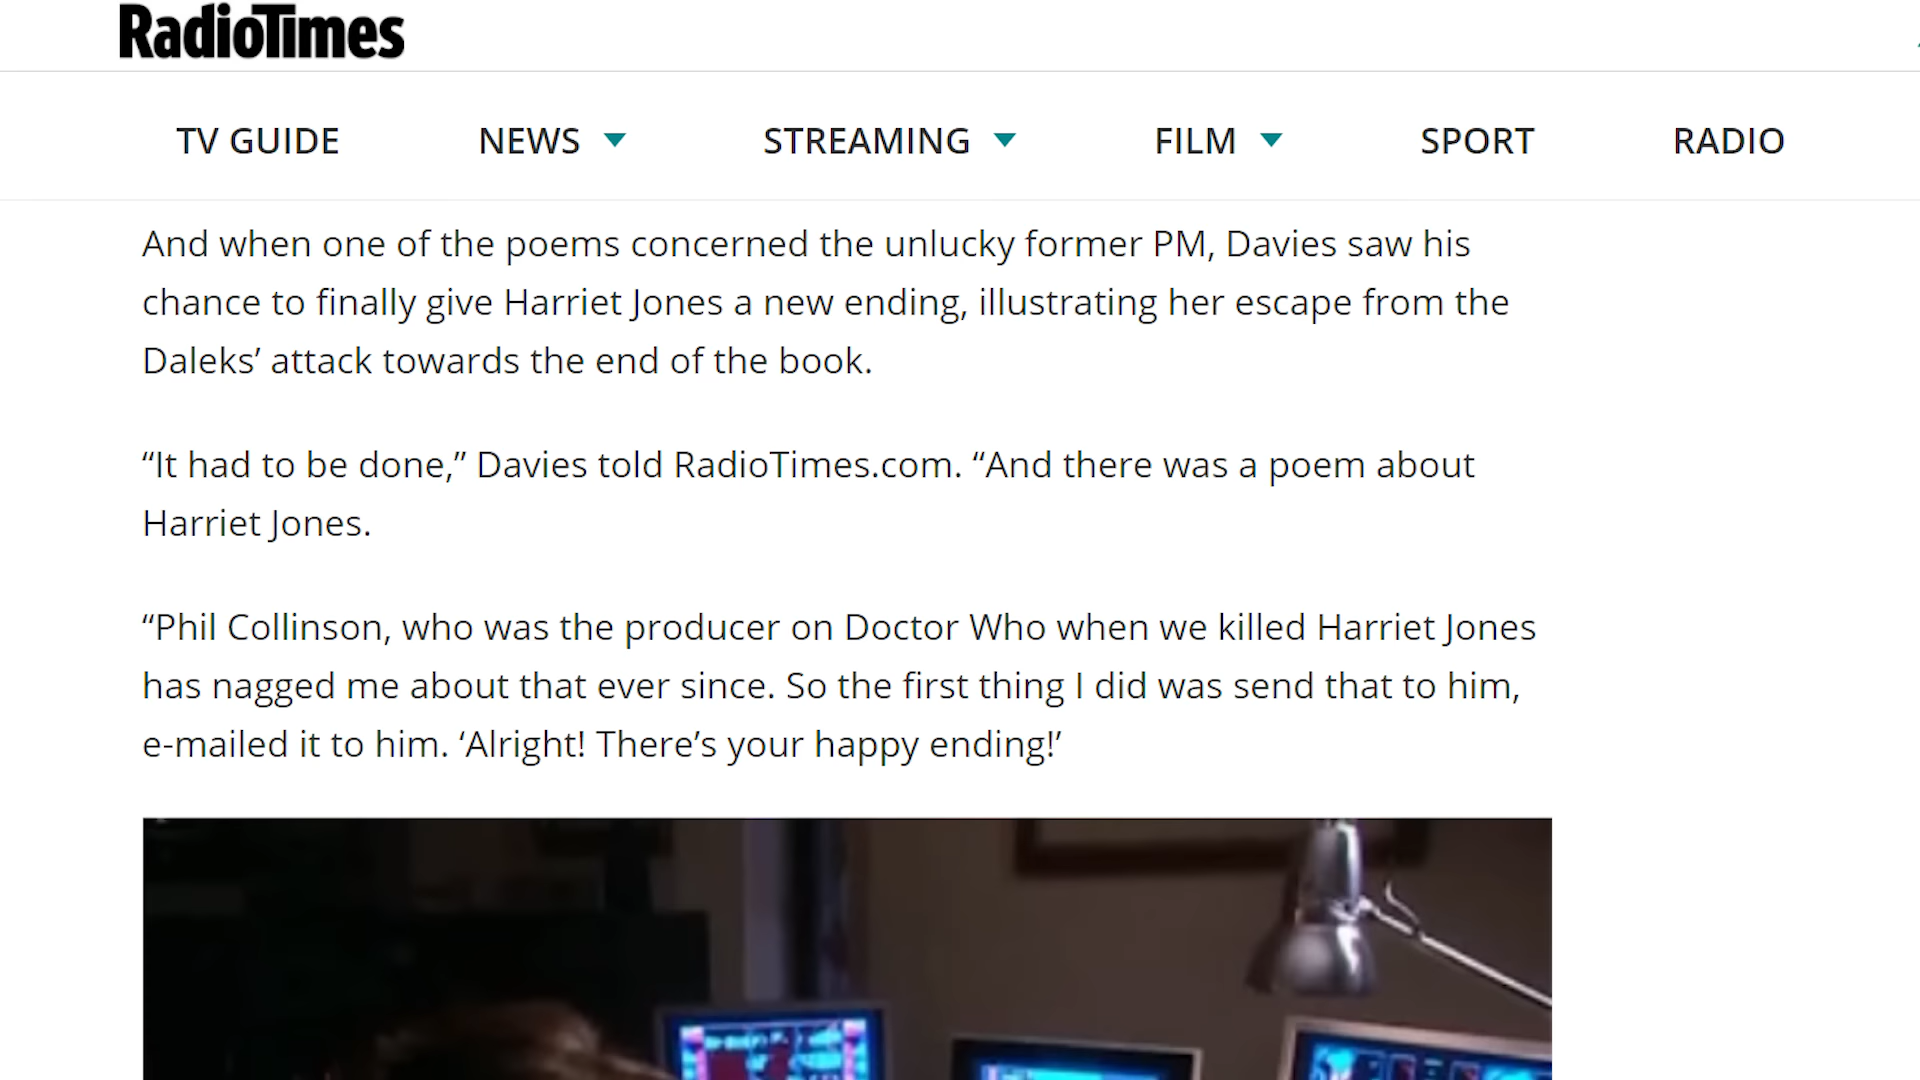 RadioTimes
TV GUIDE NEWS STREAMING FILM SPORT RADIO
And when one of the poems concerned the unlucky former PM, Davies saw his
chance to finally give Harriet Jones a new ending, illustrating her escape from the
Daleks’ attack towards the end of the book.
“It had to be done,” Davies told RadioTimes.com. “And there was a poem about
Harriet Jones.
“Phil Collinson, who was the producer on Doctor Who when we killed Harriet Jones
has nagged me about that ever since. So the first thing I did was send that to him,
e-mailed it to him. ‘Alright! There’s your happy ending!’